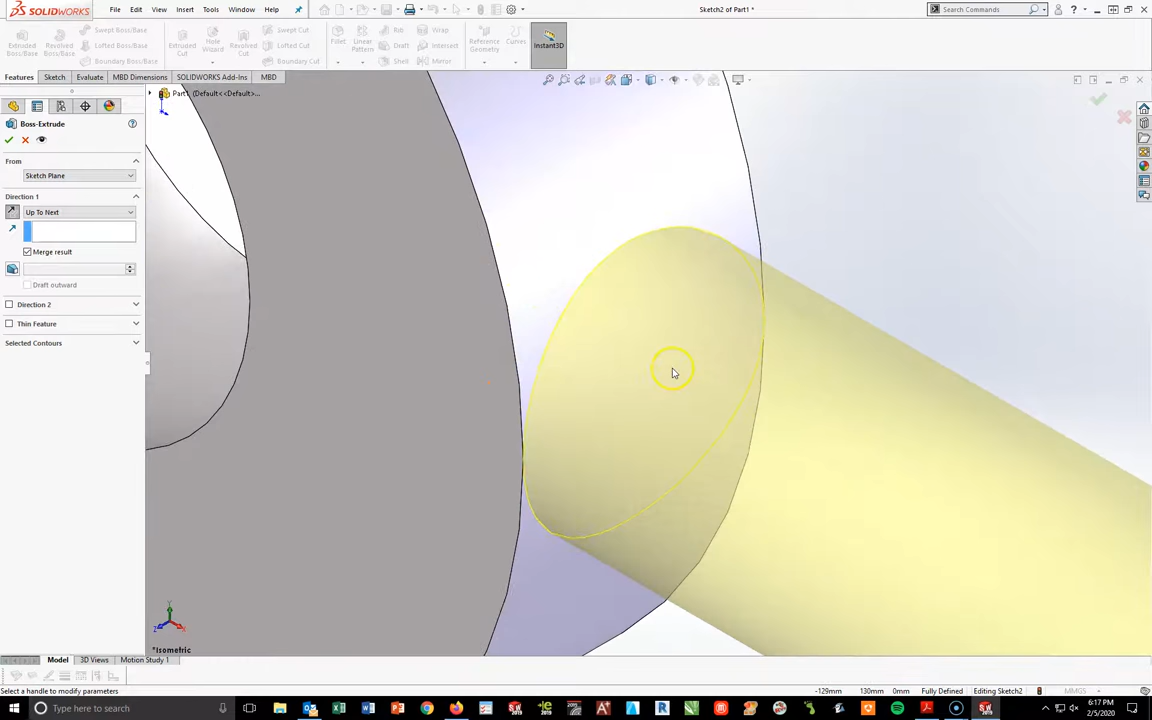 SOLIDWORKS File Edit View Insert Tools Window Sketch2 of Part1 * Search Commands
Extruded Boss/Base Revolved Boss/Base Swept Boss/Base Lofted Boss/Base Boundary Boss/Base Extruded Cut Hole Wizard Revolved Cut Swept Cut Lofted Cut Boundary Cut Fillet Linear Pattern Rib Draft Shell Wrap Intersect Mirror Reference Geometry Curves Instant3D
Features Sketch Evaluate MBD Dimensions SOLIDWORKS Add-Ins MBD
Part1 (Default<<Default>...
Boss-Extrude
From
Sketch Plane
Direction 1
Up To Next
Merge result
Draft outward
Direction 2
Thin Feature
Selected Contours
Y
Z X
*Isometric
Model 3D Views Motion Study 1
Select a handle to modify parameters -129mm 130mm 0mm Fully Defined Editing Sketch2 MMGS
Type here to search 6:17 PM
2/5/2020